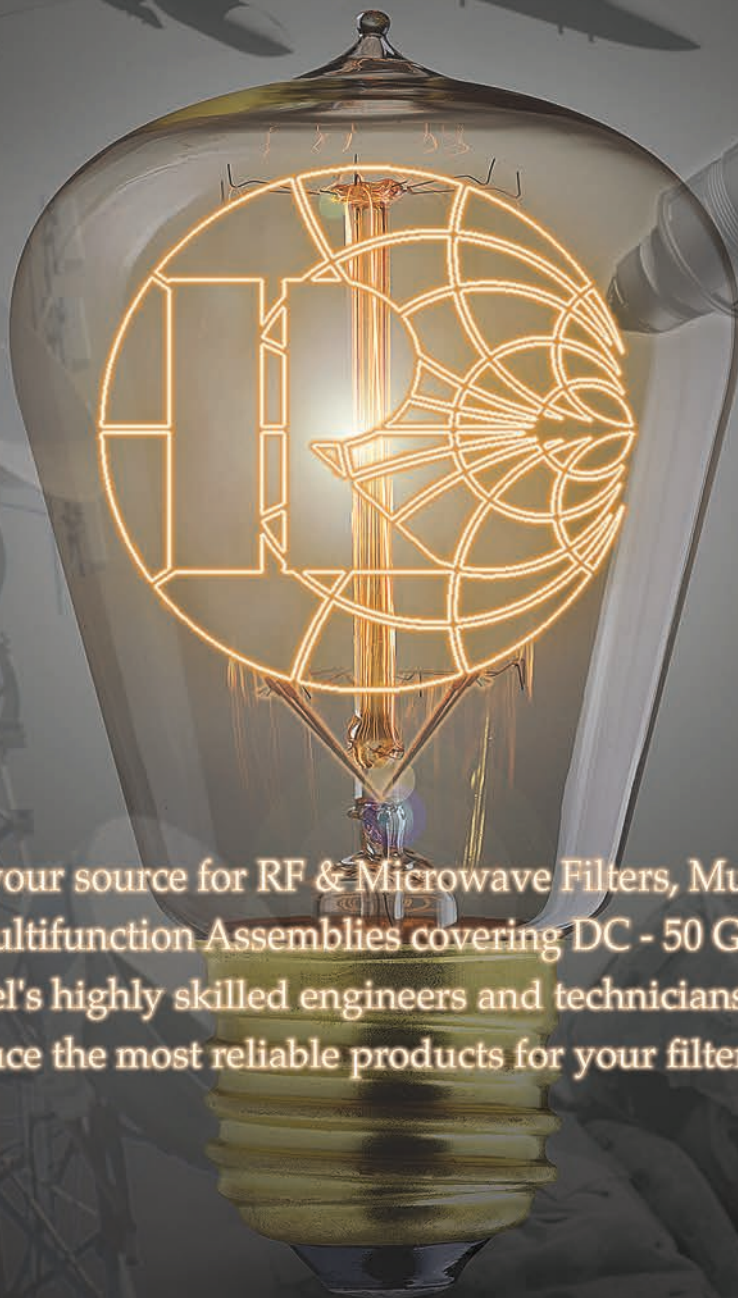 your source for RF & Microwave Filters, Mu
ultifunction Assemblies covering DC - 50 G
el's highly skilled engineers and technicians
uce the most reliable products for your filter